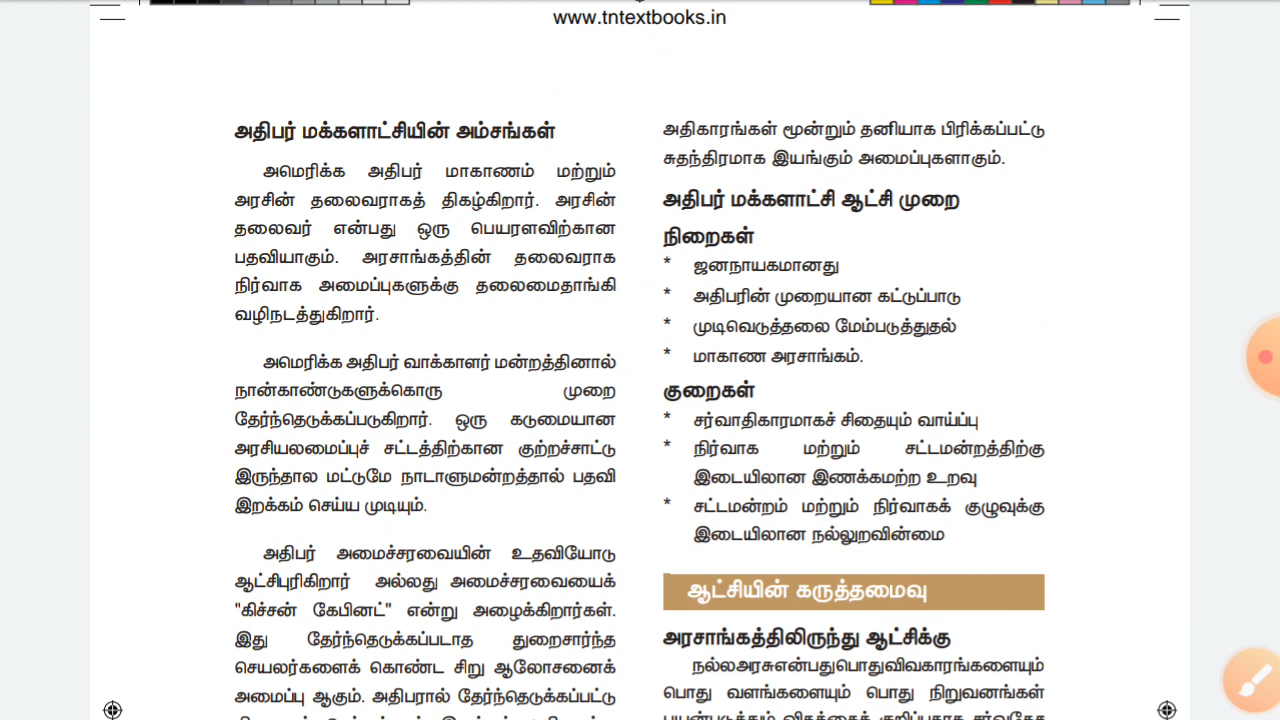 www.tntextbooks.in
அதிபர் மக்களாட்சியின் அம்சங்கள்
அமெரிக்க அதிபர் மாகாணம் மற்றும்
அரசின் தலைவராகத் திகழ்கிறார். அரசின்
தலைவர் என்பது ஒரு பெயரளவிற்கான
பதவியாகும். அரசாங்கத்தின் தலைவராக
நிர்வாக அமைப்புகளுக்கு தலைமைதாங்கி
வழிநடத்துகிறார்.
அமெரிக்க அதிபர் வாக்காளர் மன்றத்தினால்
நான்காண்டுகளுக்கொரு முறை
தேர்ந்தெடுக்கப்படுகிறார். ஒரு கடுமையான
அரசியலமைப்புச் சட்டத்திற்கான குற்றச்சாட்டு
இருந்தால மட்டுமே நாடாளுமன்றத்தால் பதவி
இறக்கம் செய்ய முடியும்.
அதிபர் அமைச்சரவையின் உதவியோடு
ஆட்சிபுரிகிறார் அல்லது அமைச்சரவையைக்
"கிச்சன் கேபினட்" என்று அழைக்கிறார்கள்.
இது தேர்ந்தெடுக்கப்படாத துறைசார்ந்த
செயலர்களைக் கொண்ட சிறு ஆலோசனைக்
அமைப்பு ஆகும். அதிபரால் தேர்ந்தெடுக்கப்பட்டு
அதிகாரங்கள் மூன்றும் தனியாக பிரிக்கப்பட்டு
சுதந்திரமாக இயங்கும் அமைப்புகளாகும்.
அதிபர் மக்களாட்சி ஆட்சி முறை
நிறைகள்
* ஜனநாயகமானது
* அதிபரின் முறையான கட்டுப்பாடு
* முடிவெடுத்தலை மேம்படுத்துதல்
* மாகாண அரசாங்கம்.
குறைகள்
* சர்வாதிகாரமாகச் சிதையும் வாய்ப்பு
* நிர்வாக மற்றும் சட்டமன்றத்திற்கு
இடையிலான இணக்கமற்ற உறவு
* சட்டமன்றம் மற்றும் நிர்வாகக் குழுவுக்கு
இடையிலான நல்லுறவின்மை
ஆட்சியின் கருத்தமைவு
அரசாங்கத்திலிருந்து ஆட்சிக்கு
நல்லஅரசுஎன்பதுபொதுவிவகாரங்களையும்
பொது வளங்களையும் பொது நிறுவனங்கள்